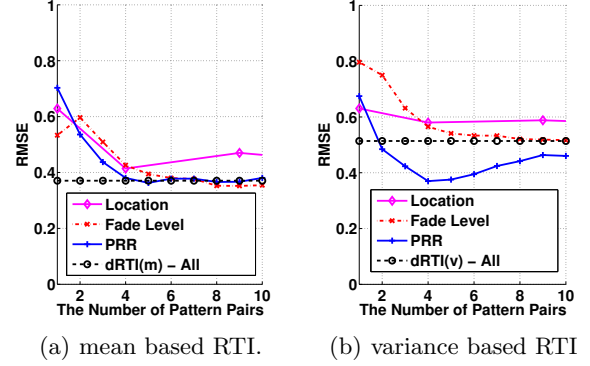 1
0.8
0.6
0.4
0.2
0
RMSE
2 4 6 8 10
The Number of Pattern Pairs
Location
Fade Level
PRR
dRTI(m) − All
(a) mean based RTI.
1
0.8
0.6
0.4
0.2
0
RMSE
2 4 6 8 10
The Number of Pattern Pairs
Location
Fade Level
PRR
dRTI(v) − All
(b) variance based RTI